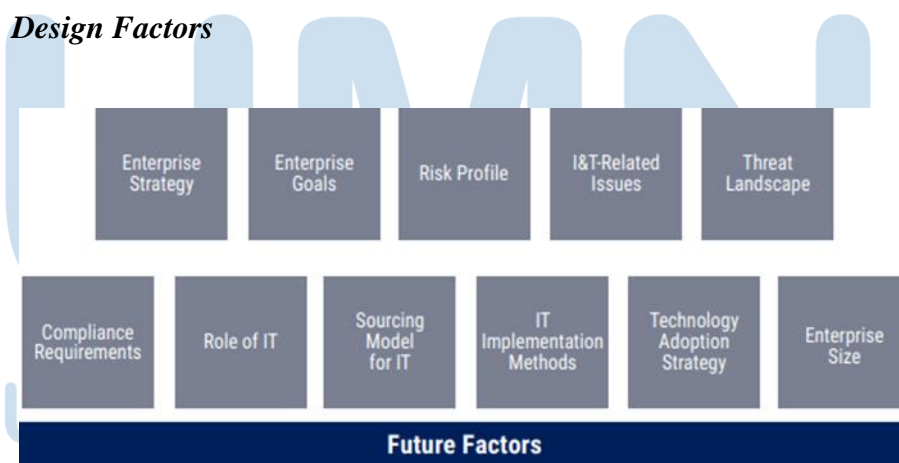 Design Factors
UMN
Enterprise
Strategy
Enterprise
Goals
Risk Profile
I&T-Related
Issues
Threat
Landscape
Compliance
Requirements
Role of IT
Sourcing
Model
for IT
IT
Implementation
Methods
Technology
Adoption
Strategy
Enterprise
Size
Future Factors